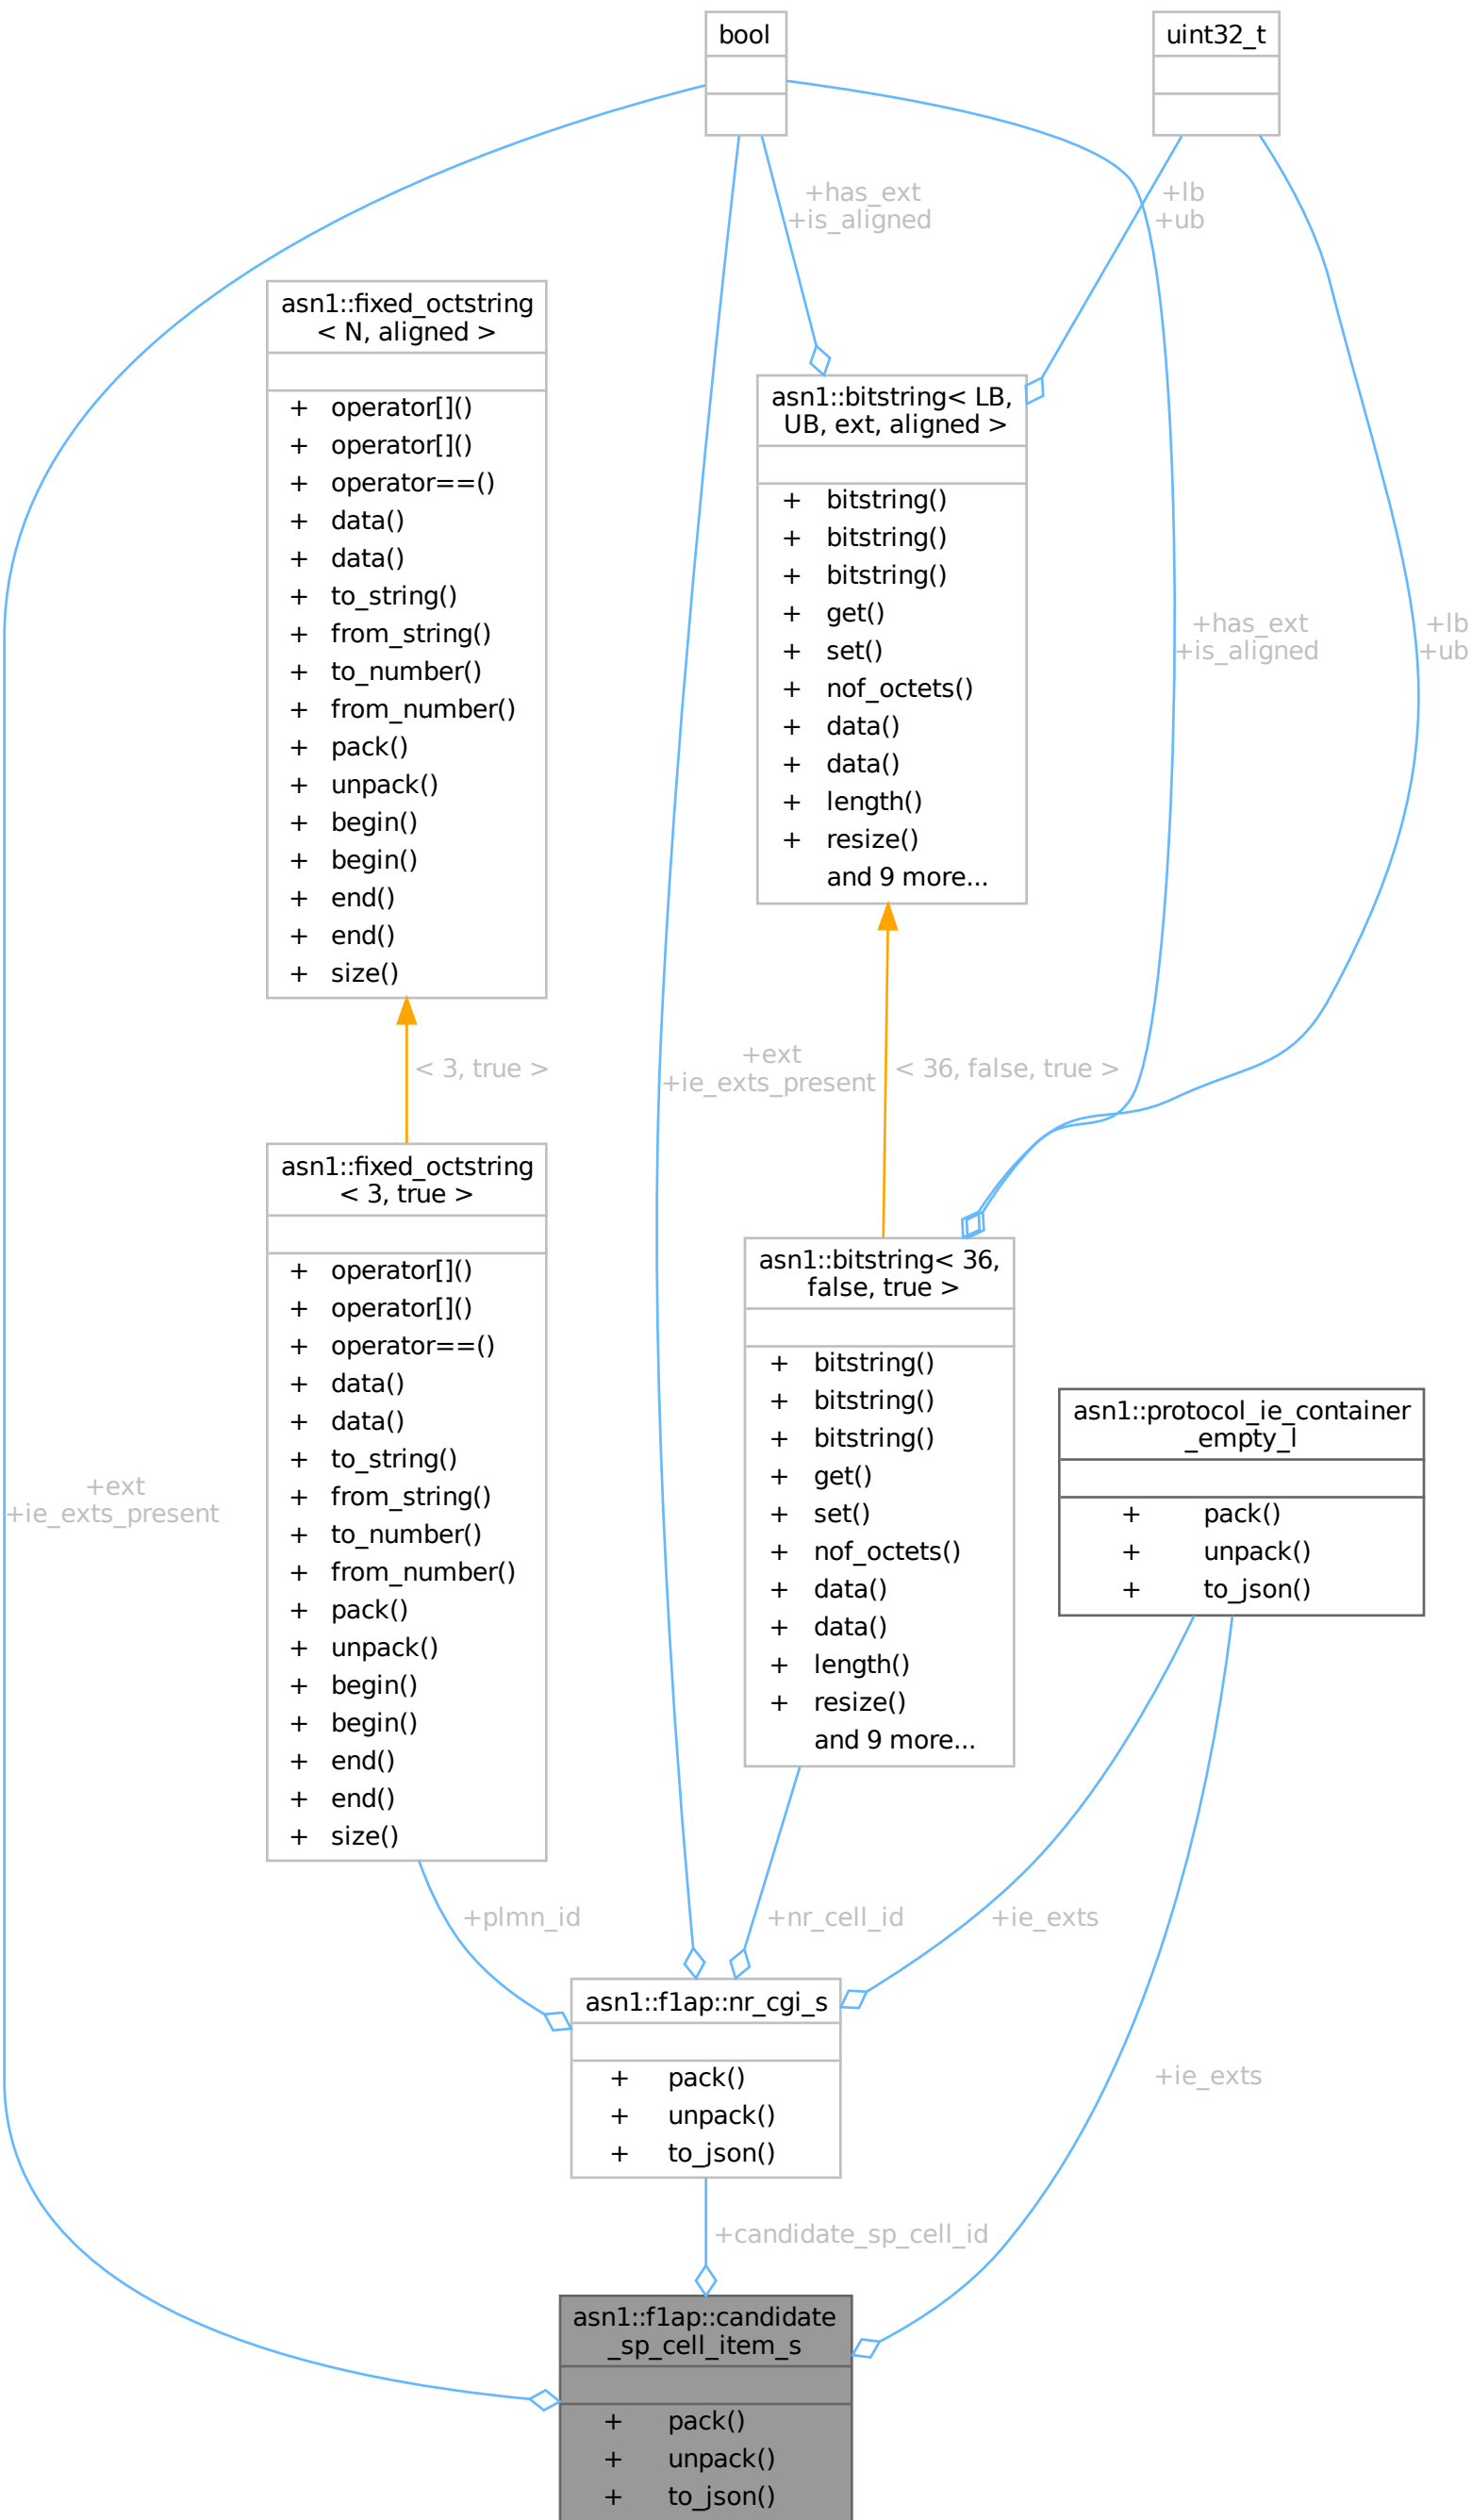 bool
uint32_t
+has_ext
+is_aligned
+lb
+ub
asn1::fixed_octstring
< N, aligned >
+ operator[]()
+ operator[]()
+ operator==()
+ data()
+ data()
+ to_string()
+ from_string()
+ to_number()
+ from_number()
+ pack()
+ unpack()
+ begin()
+ begin()
+ end()
+ end()
+ size()
asn1::bitstring< LB,
UB, ext, aligned >
+ bitstring()
+ bitstring()
+ bitstring()
+ get()
+ set()
+ nof_octets()
+ data()
+ data()
+ length()
+ resize()
and 9 more...
+has_ext
+is_aligned
+lb
+ub
< 3, true >
+ext
+ie_exts_present
< 36, false, true >
asn1::fixed_octstring
< 3, true >
+ operator[]()
+ operator[]()
+ operator==()
+ data()
+ data()
+ to_string()
+ from_string()
+ to_number()
+ from_number()
+ pack()
+ unpack()
+ begin()
+ begin()
+ end()
+ end()
+ size()
asn1::bitstring< 36,
false, true >
+ bitstring()
+ bitstring()
+ bitstring()
+ get()
+ set()
+ nof_octets()
+ data()
+ data()
+ length()
+ resize()
and 9 more...
asn1::protocol_ie_container
_empty_l
+ pack()
+ unpack()
+ to_json()
+ext
+ie_exts_present
+plmn_id
+nr_cell_id
+ie_exts
asn1::f1ap::nr_cgi_s
+ pack()
+ unpack()
+ to_json()
+ie_exts
+candidate_sp_cell_id
asn1::f1ap::candidate
_sp_cell_item_s
+ pack()
+ unpack()
+ to_json()